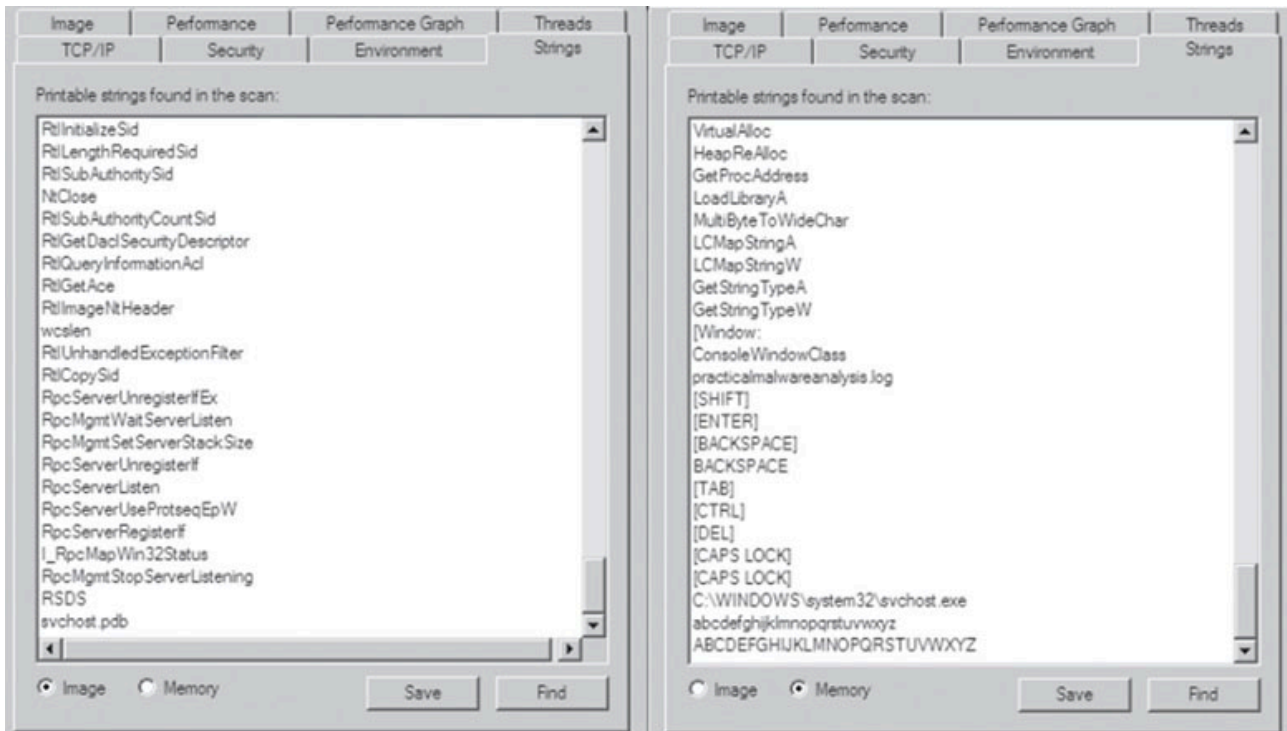 Image Performance Performance Graph Threads
TCP/IP Security Environment Strings
Printable strings found in the scan:
RtlInitializeSid
RtlLengthRequiredSid
RtlSubAuthoritySid
NtClose
RtlSubAuthorityCountSid
RtlGetDaclSecurityDescriptor
RtlQueryInformationAcl
RtlGetAce
RtlImageNtHeader
wcslen
RtlUnhandledExceptionFilter
RtlCopySid
RpcServerUnregisterIfEx
RpcMgmtWaitServerListen
RpcMgmtSetServerStackSize
RpcServerUnregisterIf
RpcServerListen
RpcServerUseProtseqEpW
RpcServerRegisterIf
I_RpcMapWin32Status
RpcMgmtStopServerListening
RSDS
svchost.pdb
Image Memory Save Find
Image Performance Performance Graph Threads
TCP/IP Security Environment Strings
Printable strings found in the scan:
VirtualAlloc
HeapReAlloc
GetProcAddress
LoadLibraryA
MultiByteToWideChar
LCMapStringA
LCMapStringW
GetStringTypeA
GetStringTypeW
[Window:
ConsoleWindowClass
practicalmalwareanalysis.log
[SHIFT]
[ENTER]
[BACKSPACE]
BACKSPACE
[TAB]
[CTRL]
[DEL]
[CAPS LOCK]
[CAPS LOCK]
C:\WINDOWS\system32\svchost.exe
abcdefghijklmnopqrstuvwxyz
ABCDEFGHIJKLMNOPQRSTUVWXYZ
Image Memory Save Find